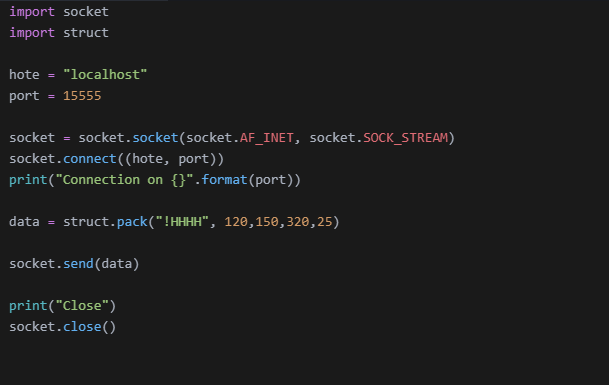 import socket
import struct
hote = "localhost"
port = 15555
socket = socket.socket(socket.AF_INET, socket.SOCK_STREAM)
socket.connect((hote, port))
print("Connection on {}".format(port))
data = struct.pack("!HHHH", 120,150,320,25)
socket.send(data)
print("Close")
socket.close()